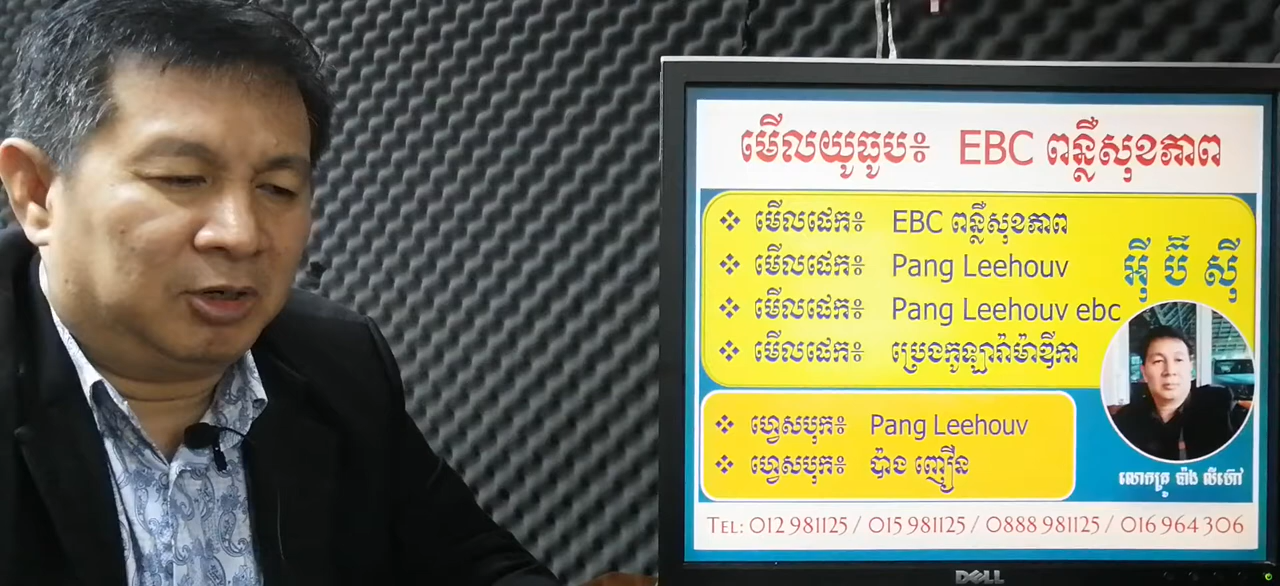 មើលយូធូប៖ EBC ពន្លឺសុខភាព
❖ មើលផេក៖ EBC ពន្លឺសុខភាព
❖ មើលផេក៖ Pang Leehouv
❖ មើលផេក៖ Pang Leehouv ebc
❖ មើលផេក៖ ប្រេងកូឡារ៉ាម៉ាឌីកា
អ៊ី ប៊ី ស៊ី
❖ ហ្វេសបុក៖ Pang Leehouv
❖ ហ្វេសបុក៖ ប៉ាង ញឿន
លោកគ្រូ ប៉ាង លីហ៊ៅ
TEL: 012 981125 / 015 981125 / 0888 981125 / 016 964 306
DELL